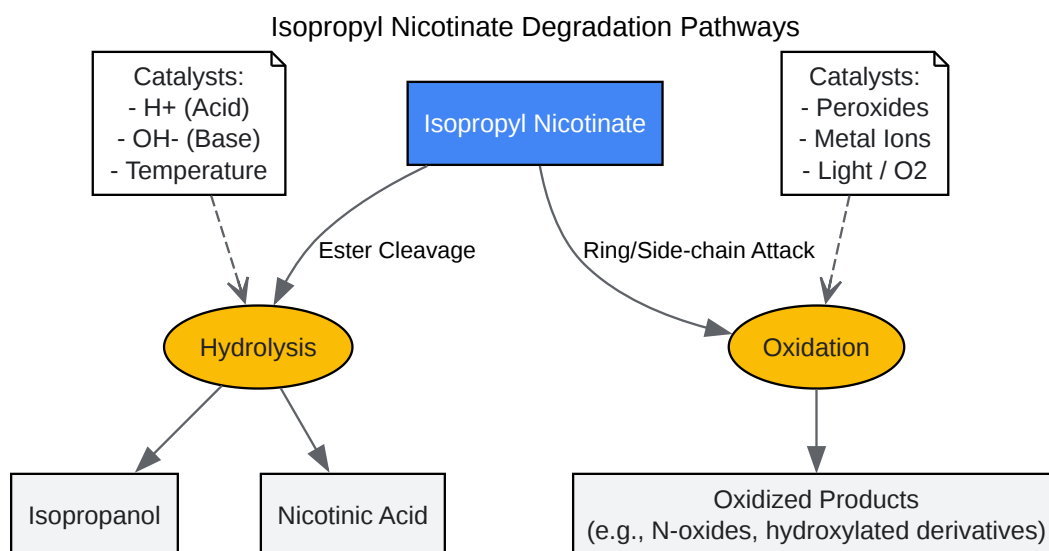 Isopropyl Nicotinate Degradation Pathways
Catalysts:
- H+ (Acid)
- OH- (Base)
- Temperature
Isopropyl Nicotinate
Catalysts:
- Peroxides
- Metal Ions
- Light / O2
Ester Cleavage
Ring/Side-chain Attack
Hydrolysis
Oxidation
Isopropanol
Nicotinic Acid
Oxidized Products
(e.g., N-oxides, hydroxylated derivatives)